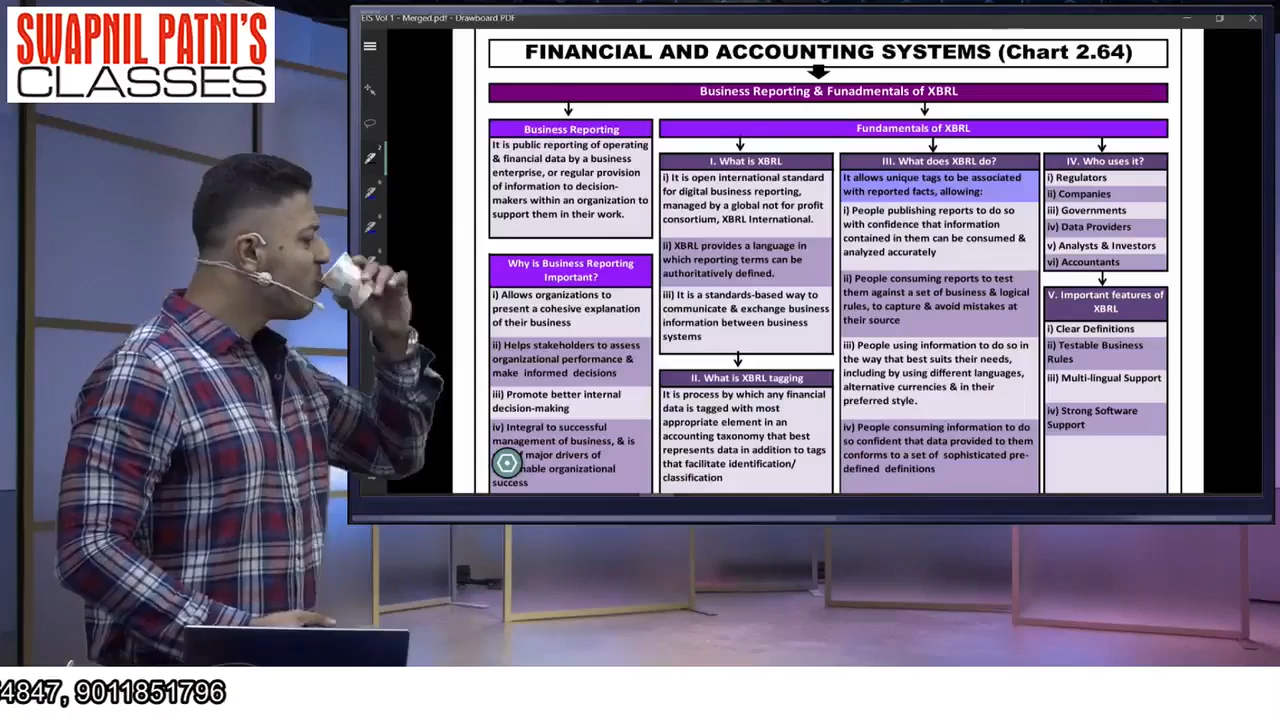 SWAPNIL PATNI'S
CLASSES
EIS Vol 1 - Merged.pdf - Drawboard PDF
FINANCIAL AND ACCOUNTING SYSTEMS (Chart 2.64)
Business Reporting & Funadmentals of XBRL
Business Reporting
It is public reporting of operating
& financial data by a business
enterprise, or regular provision
of information to decision-
makers within an organization to
support them in their work.
Why is Business Reporting
Important?
i) Allows organizations to
present a cohesive explanation
of their business
ii) Helps stakeholders to assess
organizational performance &
make informed decisions
iii) Promote better internal
decision-making
iv) Integral to successful
management of business, & is
major drivers of
organizational
success
Fundamentals of XBRL
I. What is XBRL
i) It is open international standard
for digital business reporting,
managed by a global not for profit
consortium, XBRL International.
ii) XBRL provides a language in
which reporting terms can be
authoritatively defined.
iii) It is a standards-based way to
communicate & exchange business
information between business
systems
II. What is XBRL tagging
It is process by which any financial
data is tagged with most
appropriate element in an
accounting taxonomy that best
represents data in addition to tags
that facilitate identification/
classification
III. What does XBRL do?
It allows unique tags to be associated
with reported facts, allowing:
i) People publishing reports to do so
with confidence that information
contained in them can be consumed &
analyzed accurately
ii) People consuming reports to test
them against a set of business & logical
rules, to capture & avoid mistakes at
their source
iii) People using information to do so in
the way that best suits their needs,
including by using different languages,
alternative currencies & in their
preferred style.
iv) People consuming information to do
so confident that data provided to them
conforms to a set of sophisticated pre-
defined definitions
IV. Who uses it?
i) Regulators
ii) Companies
iii) Governments
iv) Data Providers
v) Analysts & Investors
vi) Accountants
V. Important features of
XBRL
i) Clear Definitions
ii) Testable Business
Rules
iii) Multi-lingual Support
iv) Strong Software
Support
4847, 9011851796